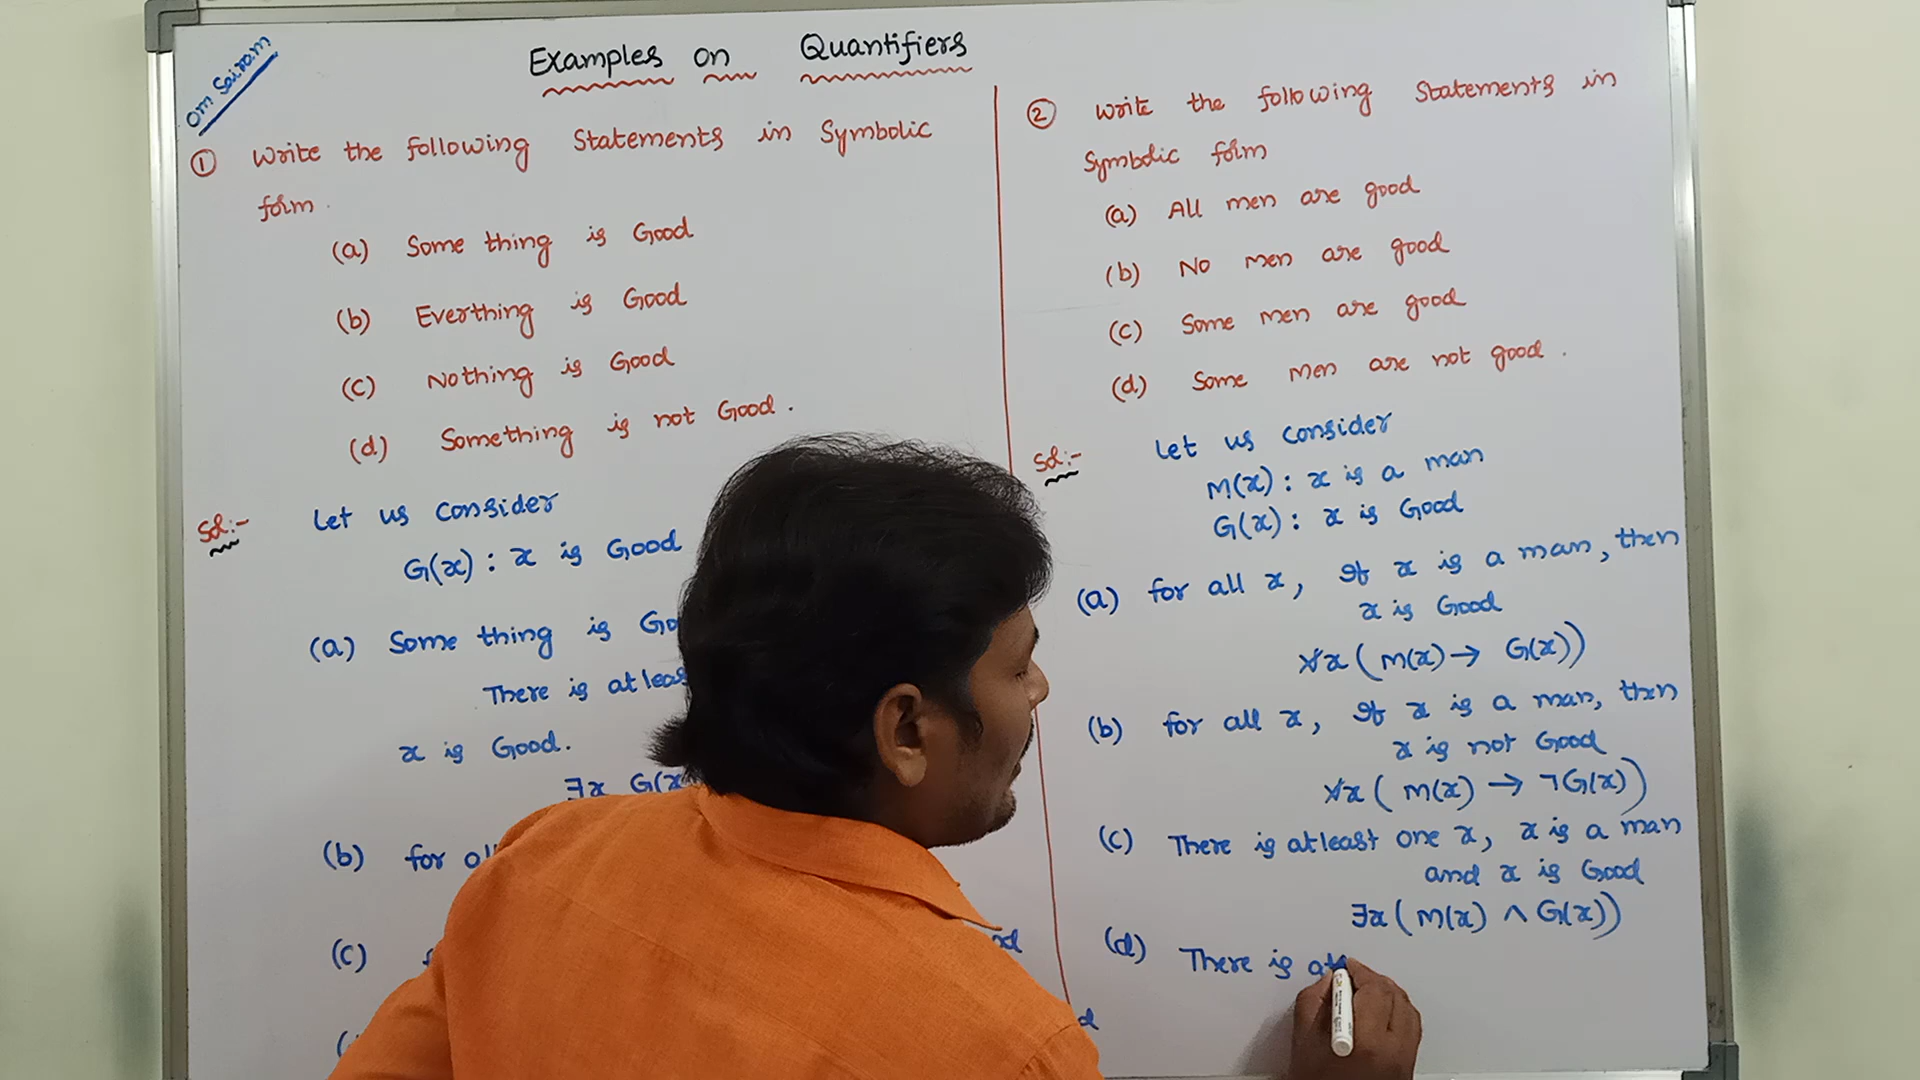 Om Sairam
Examples on Quantifiers
① Write the following Statements in Symbolic
form.
(a) Some thing is Good
(b) Everthing is Good
(c) Nothing is Good
(d) Something is not Good.
Sol:- Let us consider
G(x) : x is Good
(a) Some thing is
There is at
x is Good.
∃x G(x
(b) for
(c)
② Write the following Statements in
Symbolic form
(a) All men are good
(b) No men are good
(c) Some men are good
(d) Some men are not good.
Sol:- Let us consider
M(x) : x is a man
G(x) : x is Good
(a) for all x, If x is a man, then
x is Good
∀x ( M(x) → G(x))
(b) for all x, If x is a man, then
x is not Good
∀x ( M(x) → ¬G(x))
(c) There is atleast one x, x is a man
and x is Good
∃x ( M(x) ∧ G(x))
(d) There is